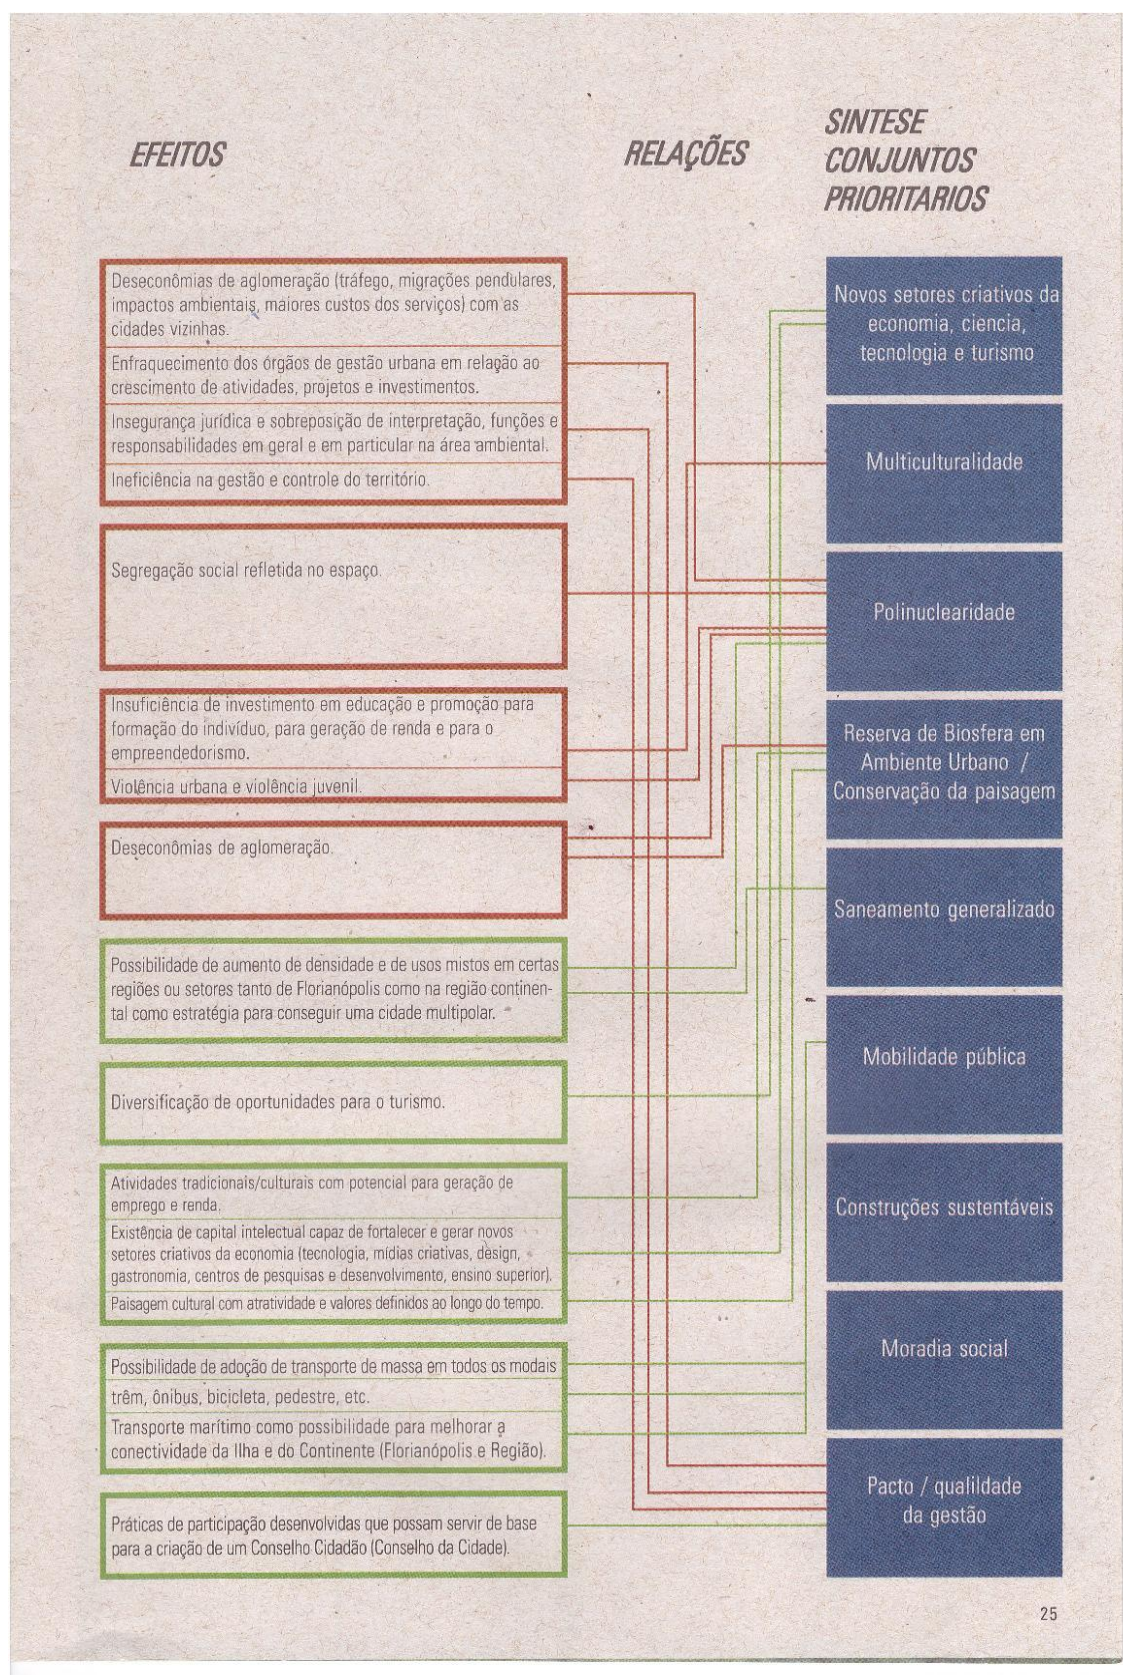 EFEITOS
RELAÇÕES
SINTESE
CONJUNTOS
PRIORITARIOS
Deseconômias de aglomeração (tráfego, migrações pendulares,
impactos ambientais, maiores custos dos serviços) com as
cidades vizinhas.
Enfraquecimento dos órgãos de gestão urbana em relação ao
crescimento de atividades, projetos e investimentos.
Insegurança jurídica e sobreposição de interpretação, funções e
responsabilidades em geral e em particular na área ambiental.
Ineficiência na gestão e controle do território.
Segregação social refletida no espaço.
Insuficiência de investimento em educação e promoção para
formação do indivíduo, para geração de renda e para o
empreendedorismo.
Violência urbana e violência juvenil.
Deseconômias de aglomeração.
Possibilidade de aumento de densidade e de usos mistos em certas
regiões ou setores tanto de Florianópolis como na região continen-
tal como estratégia para conseguir uma cidade multipolar.
Diversificação de oportunidades para o turismo.
Atividades tradicionais/culturais com potencial para geração de
emprego e renda.
Existência de capital intelectual capaz de fortalecer e gerar novos
setores criativos da economia (tecnologia, mídias criativas, design,
gastronomia, centros de pesquisas e desenvolvimento, ensino superior).
Paisagem cultural com atratividade e valores definidos ao longo do tempo.
Possibilidade de adoção de transporte de massa em todos os modais
trêm, ônibus, bicicleta, pedestre, etc.
Transporte marítimo como possibilidade para melhorar a
conectividade da Ilha e do Continente (Florianópolis e Região).
Práticas de participação desenvolvidas que possam servir de base
para a criação de um Conselho Cidadão (Conselho da Cidade).
Novos setores criativos da
economia, ciencia,
tecnologia e turismo
Multiculturalidade
Polinuclearidade
Reserva de Biosfera em
Ambiente Urbano /
Conservação da paisagem
Saneamento generalizado
Mobilidade pública
Construções sustentáveis
Moradia social
Pacto / qualildade
da gestão
25